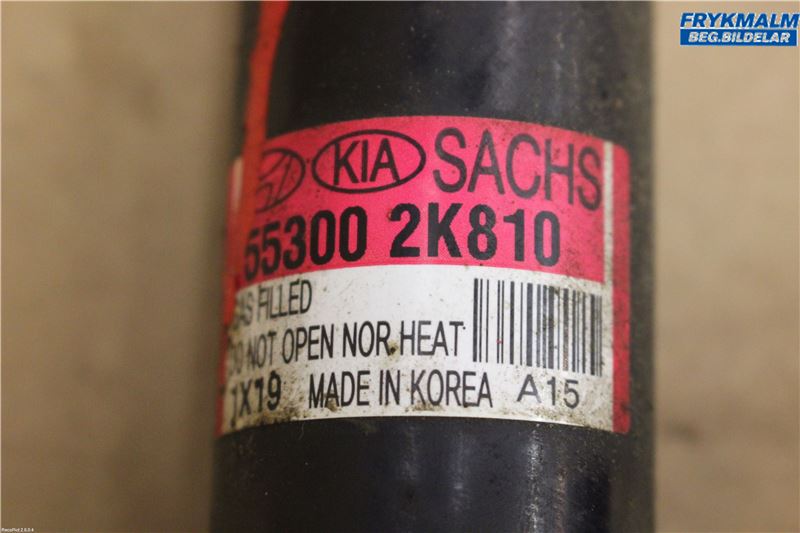 FRYKMALM
BEG.BILDELAR
KIA SACHS
55300 2K810
GAS FILLED
DO NOT OPEN NOR HEAT
1X19 MADE IN KOREA A15